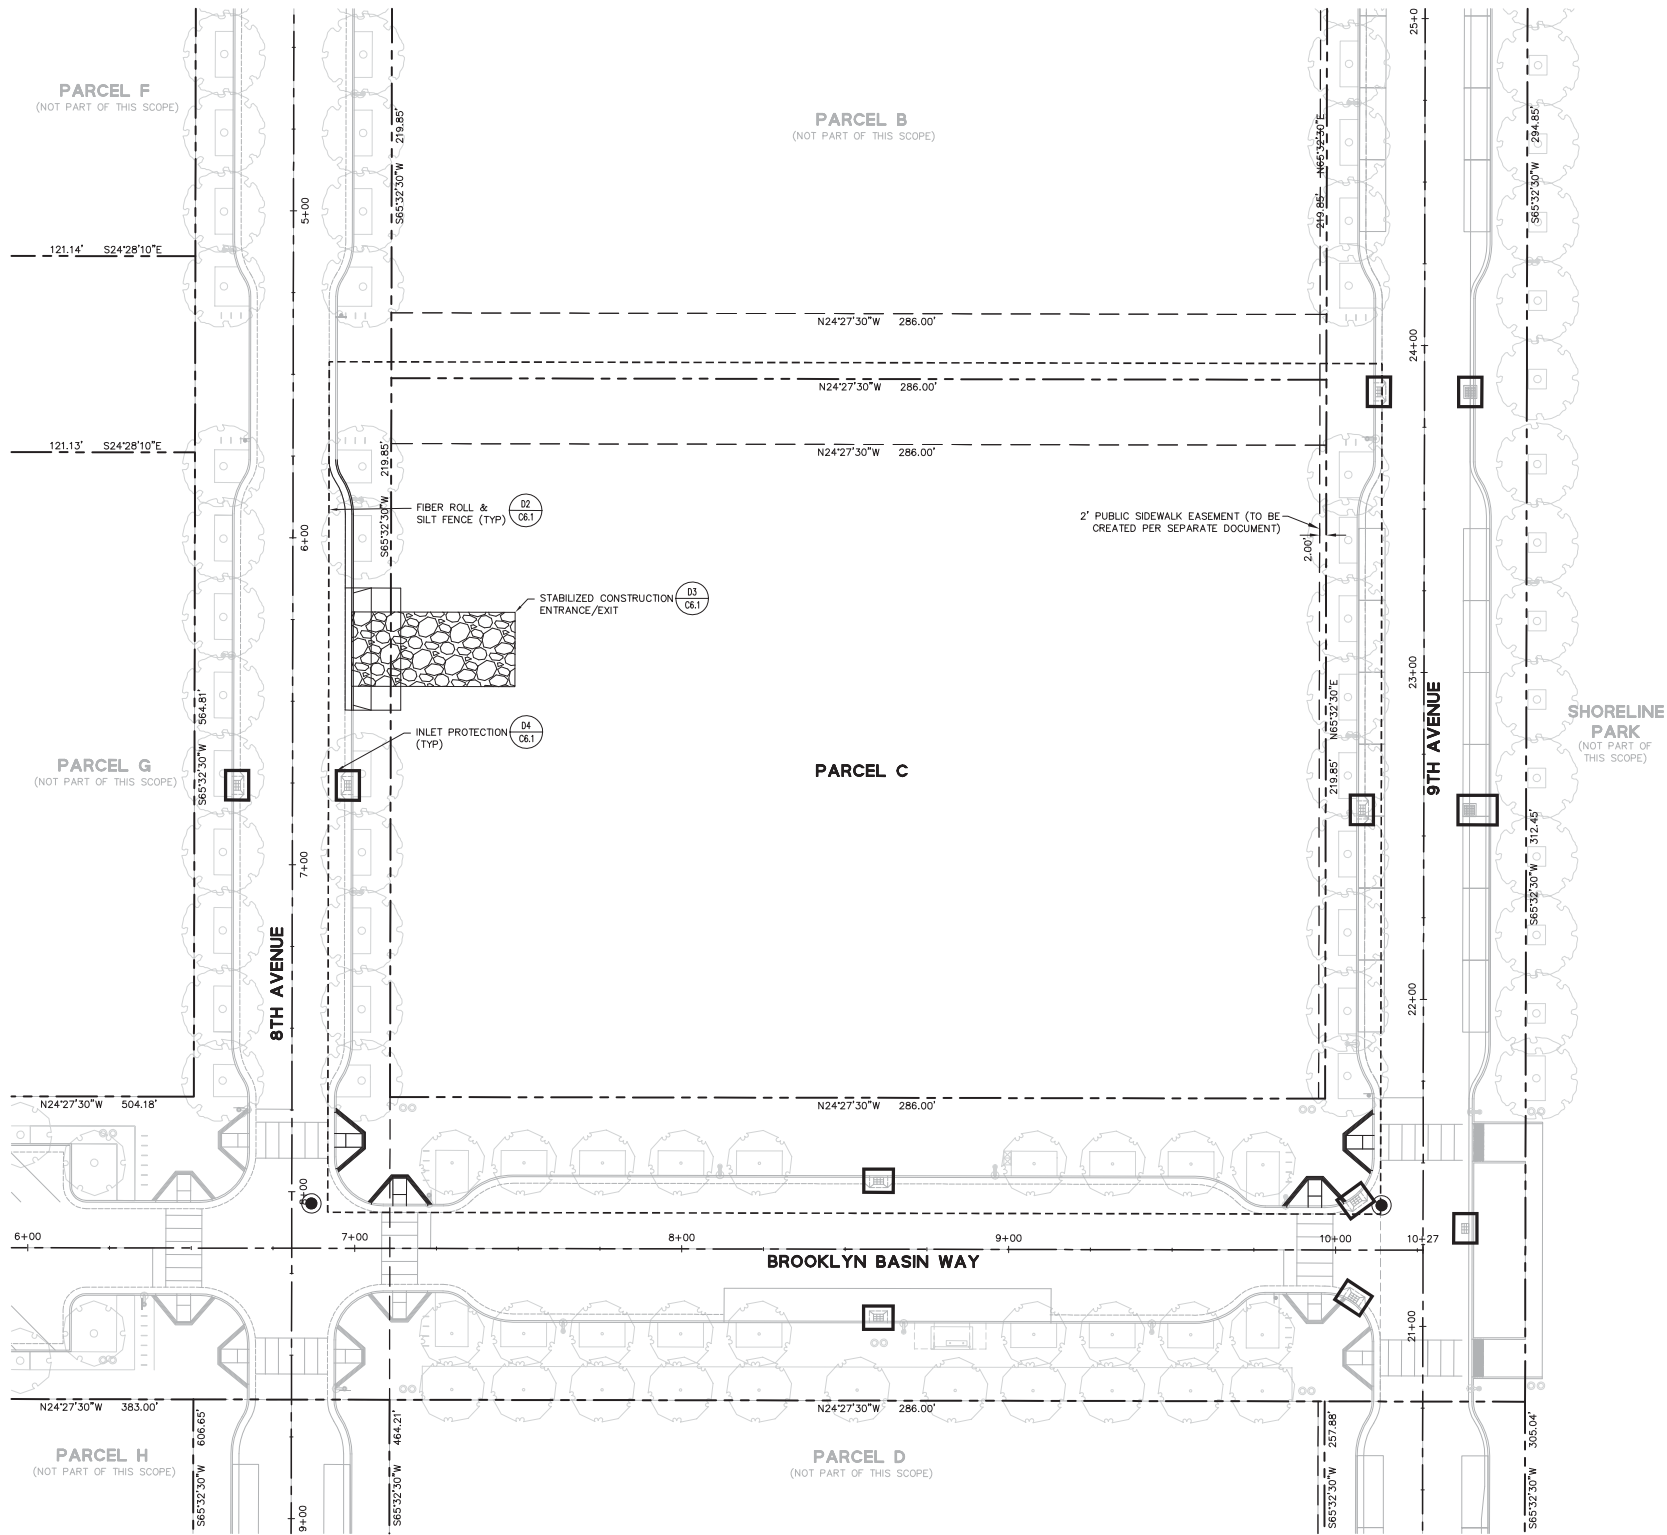 25+0
PARCEL F
(NOT PART OF THIS SCOPE)
PARCEL B
(NOT PART OF THIS SCOPE)
S65°32'30"W 219.85'
219.85' N65°32'30"E
S65°32'30"W 294.85'
5+00
121.14' S24°28'10"E
N24°27'30"W 286.00'
24+00
N24°27'30"W 286.00'
121.13' S24°28'10"E
N24°27'30"W 286.00'
S65°32'30"W 219.85'
FIBER ROLL &
SILT FENCE (TYP)
D2
C6.1
6+00
2' PUBLIC SIDEWALK EASEMENT (TO BE
CREATED PER SEPARATE DOCUMENT)
2.00'
STABILIZED CONSTRUCTION
ENTRANCE/EXIT
D3
C6.1
23+00
S65°32'30"W 564.81'
219.85' N65°32'30"E
9TH AVENUE
SHORELINE
PARK
(NOT PART OF
THIS SCOPE)
INLET PROTECTION
(TYP)
D4
C6.1
PARCEL G
(NOT PART OF THIS SCOPE)
PARCEL C
7+00
S65°32'30"W 312.45'
8TH AVENUE
22+00
N24°27'30"W 504.18'
N24°27'30"W 286.00'
8+00
6+00
7+00
8+00
9+00
10+00
10+27
BROOKLYN BASIN WAY
21+00
N24°27'30"W 383.00'
N24°27'30"W 286.00'
S65°32'30"W 606.65'
S65°32'30"W 464.21'
S65°32'30"W 257.88'
S65°32'30"W 305.04'
PARCEL H
(NOT PART OF THIS SCOPE)
PARCEL D
(NOT PART OF THIS SCOPE)
9+00